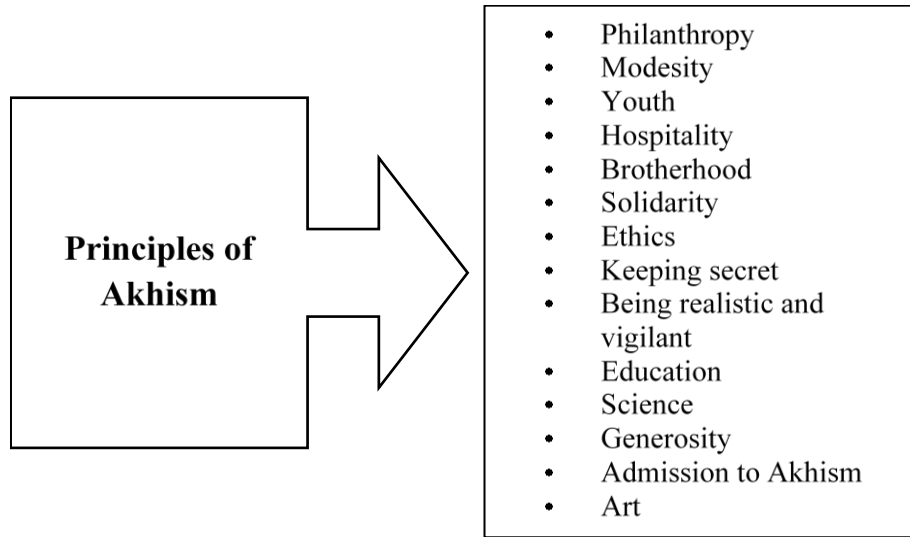 Principles of
Akhism
• Philanthropy
• Modesity
• Youth
• Hospitality
• Brotherhood
• Solidarity
• Ethics
• Keeping secret
• Being realistic and
vigilant
• Education
• Science
• Generosity
• Admission to Akhism
• Art